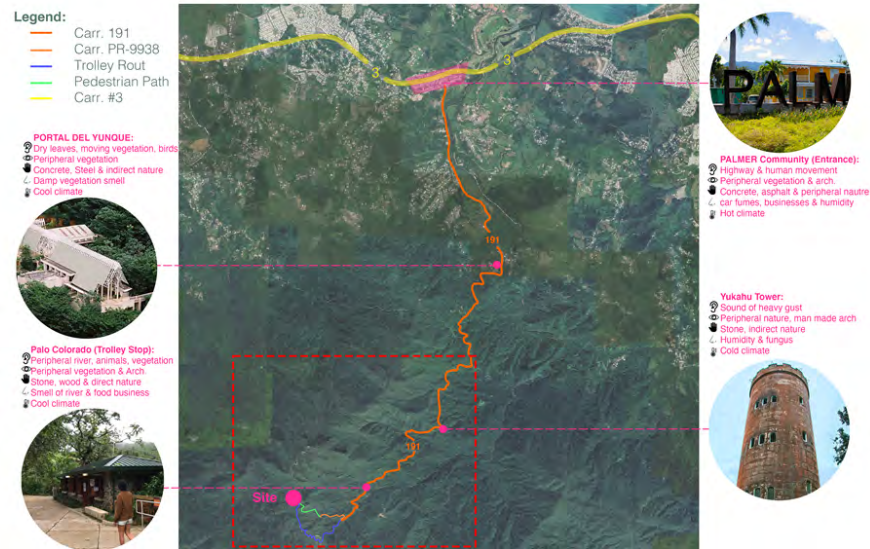 Legend:
Carr. 191
Carr. PR-9938
Trolley Rout
Pedestrian Path
Carr. #3
PORTAL DEL YUNQUE:
Dry leaves, moving vegetation, birds
Peripheral vegetation
Concrete, Steel & indirect nature
Damp vegetation smell
Cool climate
Palo Colorado (Trolley Stop):
Peripheral river, animals, vegetation
Peripheral vegetation & Arch.
Stone, wood & direct nature
Smell of river & food business
Cool climate
3
3
191
191
Site
PALM
PALMER Community (Entrance):
Highway & human movement
Peripheral vegetation & arch.
Concrete, asphalt & peripheral nautre
car fumes, businesses & humidity
Hot climate
Yukahu Tower:
Sound of heavy gust
Peripheral nature, man made arch
Stone, indirect nature
Humidity & fungus
Cold climate